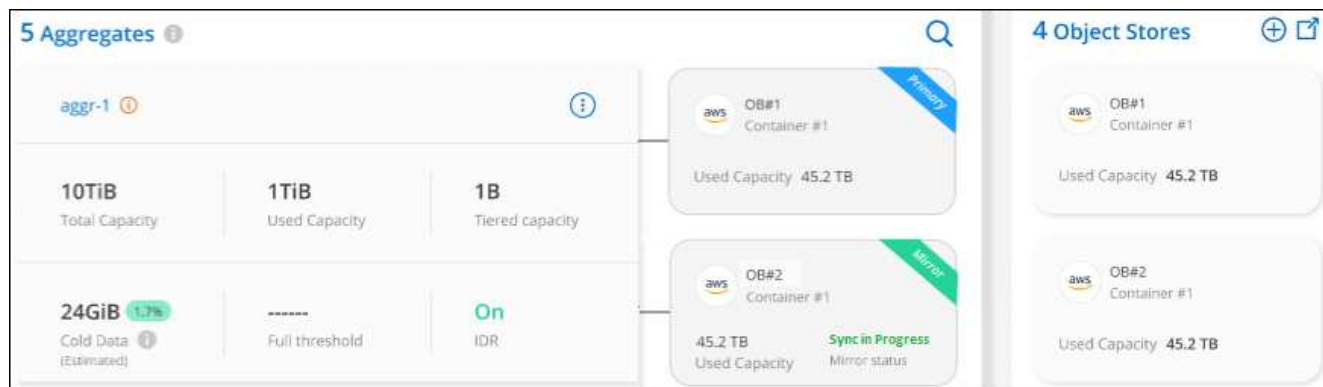 5 Aggregates
4 Object Stores
aggr-1
10TiB
Total Capacity
1TiB
Used Capacity
1B
Tiered capacity
24GiB 1.7%
Cold Data
(Estimated)
------
Full threshold
On
IDR
aws
OB#1
Container #1
Primary
Used Capacity 45.2 TB
aws
OB#2
Container #1
Mirror
45.2 TB
Used Capacity
Sync in Progress
Mirror status
aws
OB#1
Container #1
Used Capacity 45.2 TB
aws
OB#2
Container #1
Used Capacity 45.2 TB